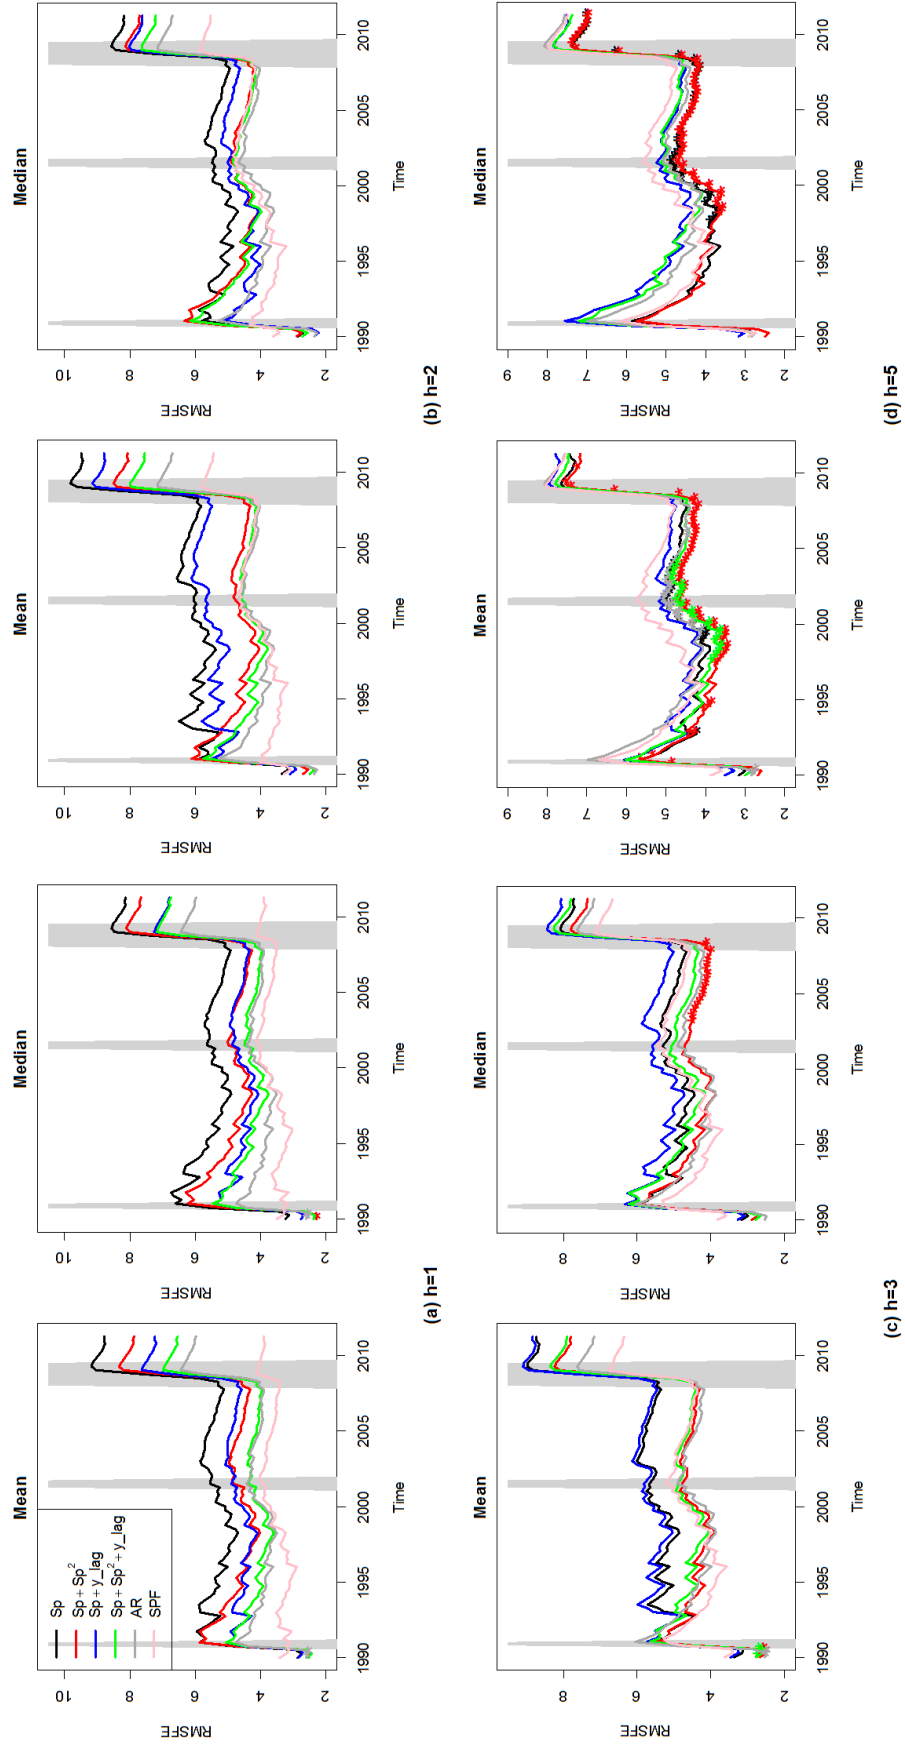 Mean
RMSFE
10
8
6
4
2
Sp
Sp + Sp²
Sp + y_lag
Sp + Sp² + y_lag
AR
SPF
1990 1995 2000 2005 2010
Time
Median
RMSFE
10
8
6
4
2
1990 1995 2000 2005 2010
Time
(a) h=1
Mean
RMSFE
10
8
6
4
2
1990 1995 2000 2005 2010
Time
Median
RMSFE
10
8
6
4
2
1990 1995 2000 2005 2010
Time
(b) h=2
Mean
RMSFE
8
6
4
2
1990 1995 2000 2005 2010
Time
Median
RMSFE
8
6
4
2
1990 1995 2000 2005 2010
Time
(c) h=3
Mean
RMSFE
9
8
7
6
5
4
3
2
1990 1995 2000 2005 2010
Time
Median
RMSFE
9
8
7
6
5
4
3
2
1990 1995 2000 2005 2010
Time
(d) h=5